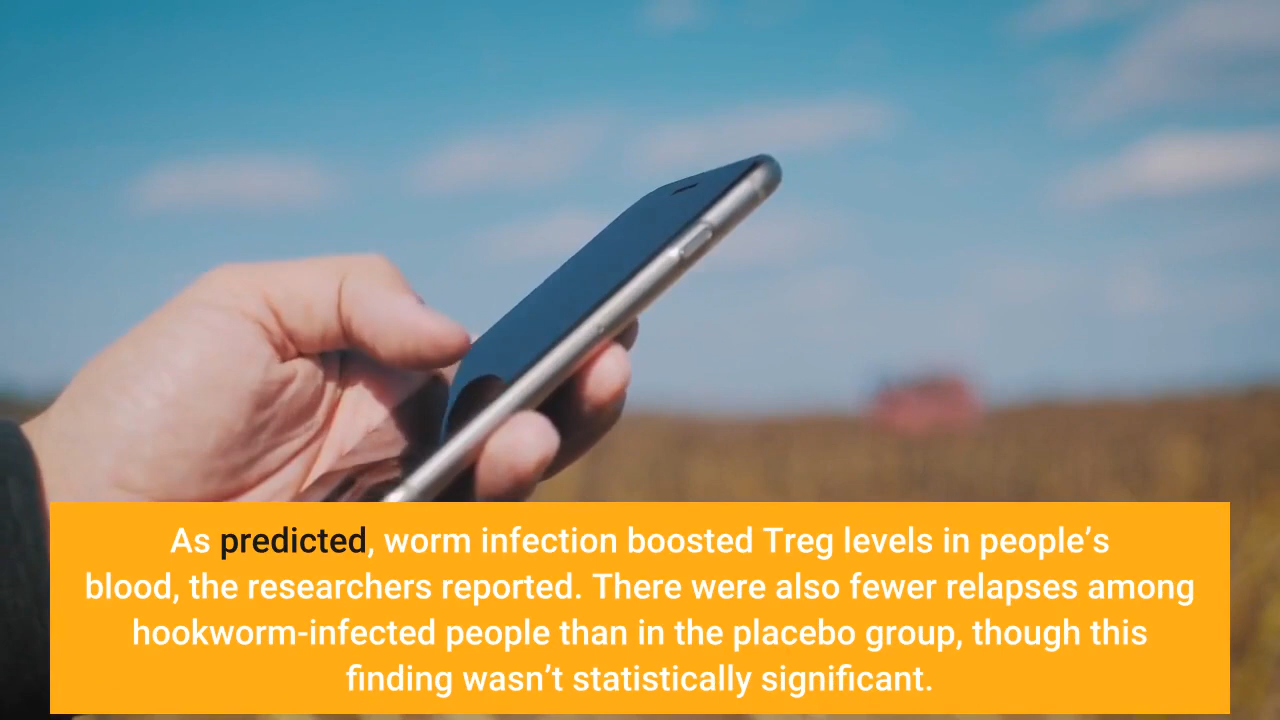 As predicted, worm infection boosted Treg levels in people’s
blood, the researchers reported. There were also fewer relapses among
hookworm-infected people than in the placebo group, though this
finding wasn’t statistically significant.